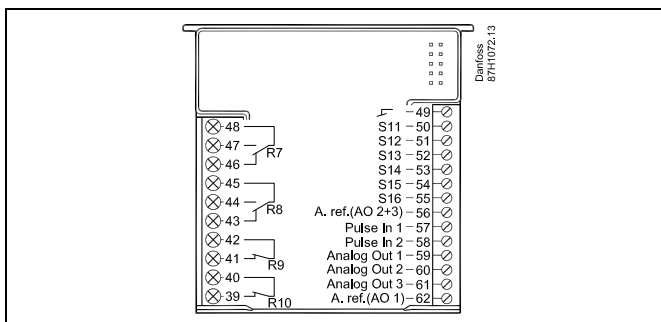 Danfoss
87H1072.13
48
47
R7
46
45
44
R8
43
42
41
R9
40
39
R10
49
S11 - 50
S12 - 51
S13 - 52
S14 - 53
S15 - 54
S16 - 55
A. ref.(AO 2+3) - 56
Pulse In 1 - 57
Pulse In 2 - 58
Analog Out 1 - 59
Analog Out 2 - 60
Analog Out 3 - 61
A. ref.(AO 1) - 62